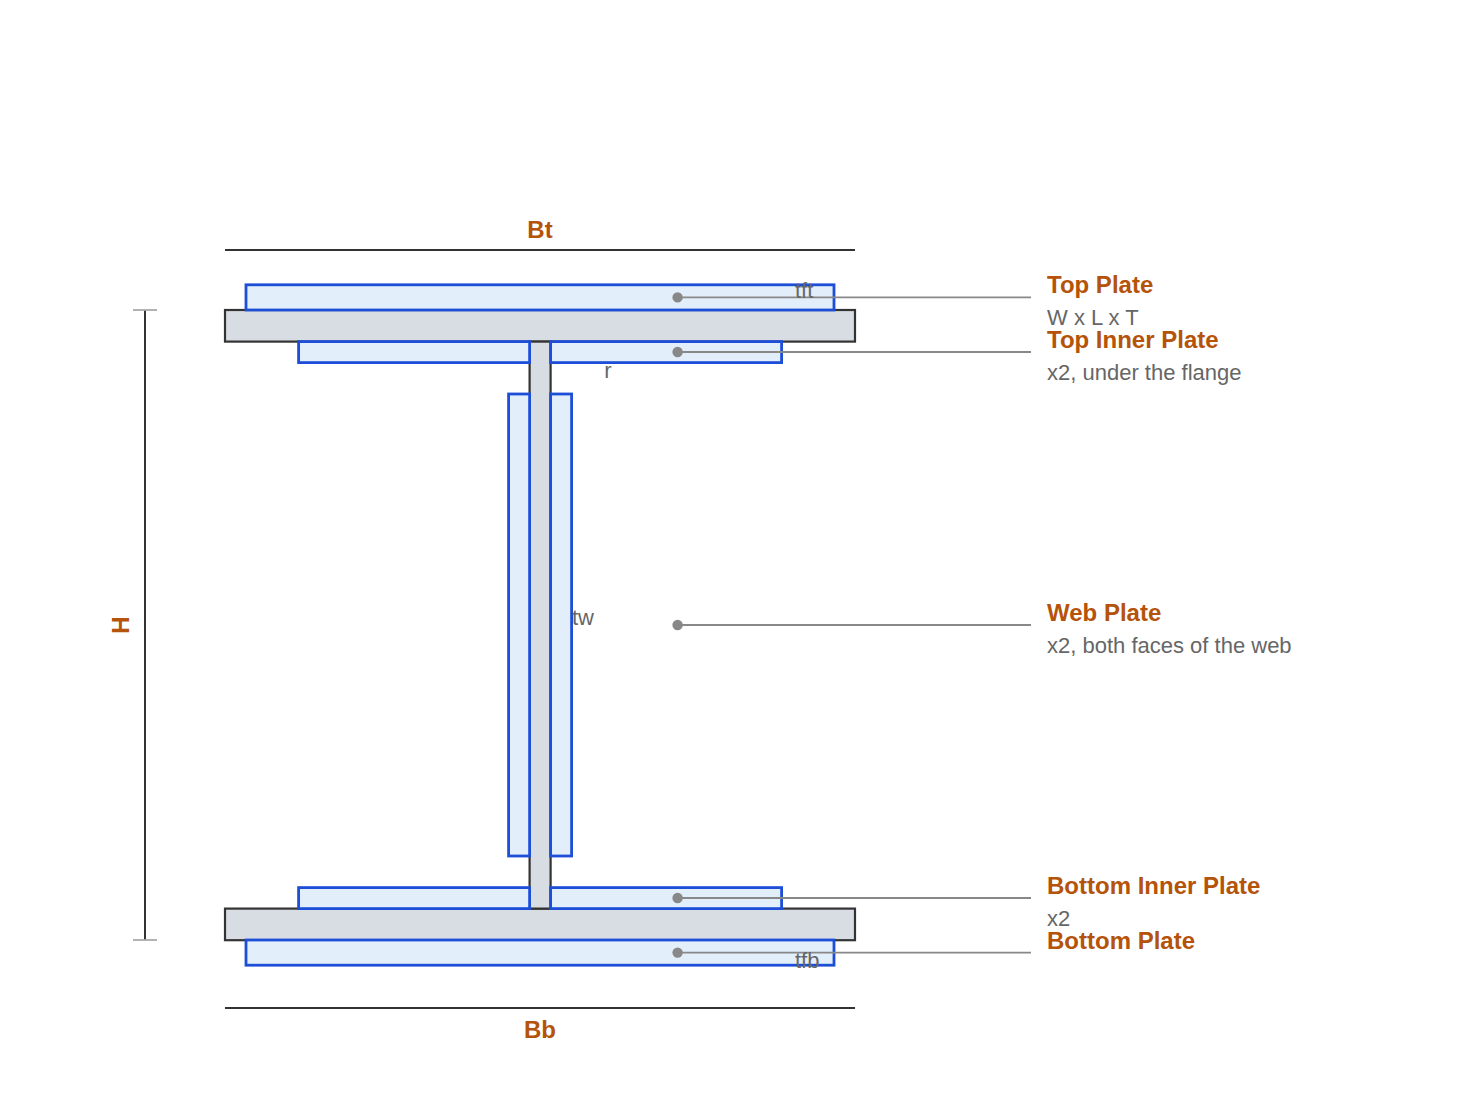 Bt
tft
Top Plate
W x L x T
Top Inner Plate
r
x2, under the flange
H
tw
Web Plate
x2, both faces of the web
Bottom Inner Plate
x2
Bottom Plate
tfb
Bb